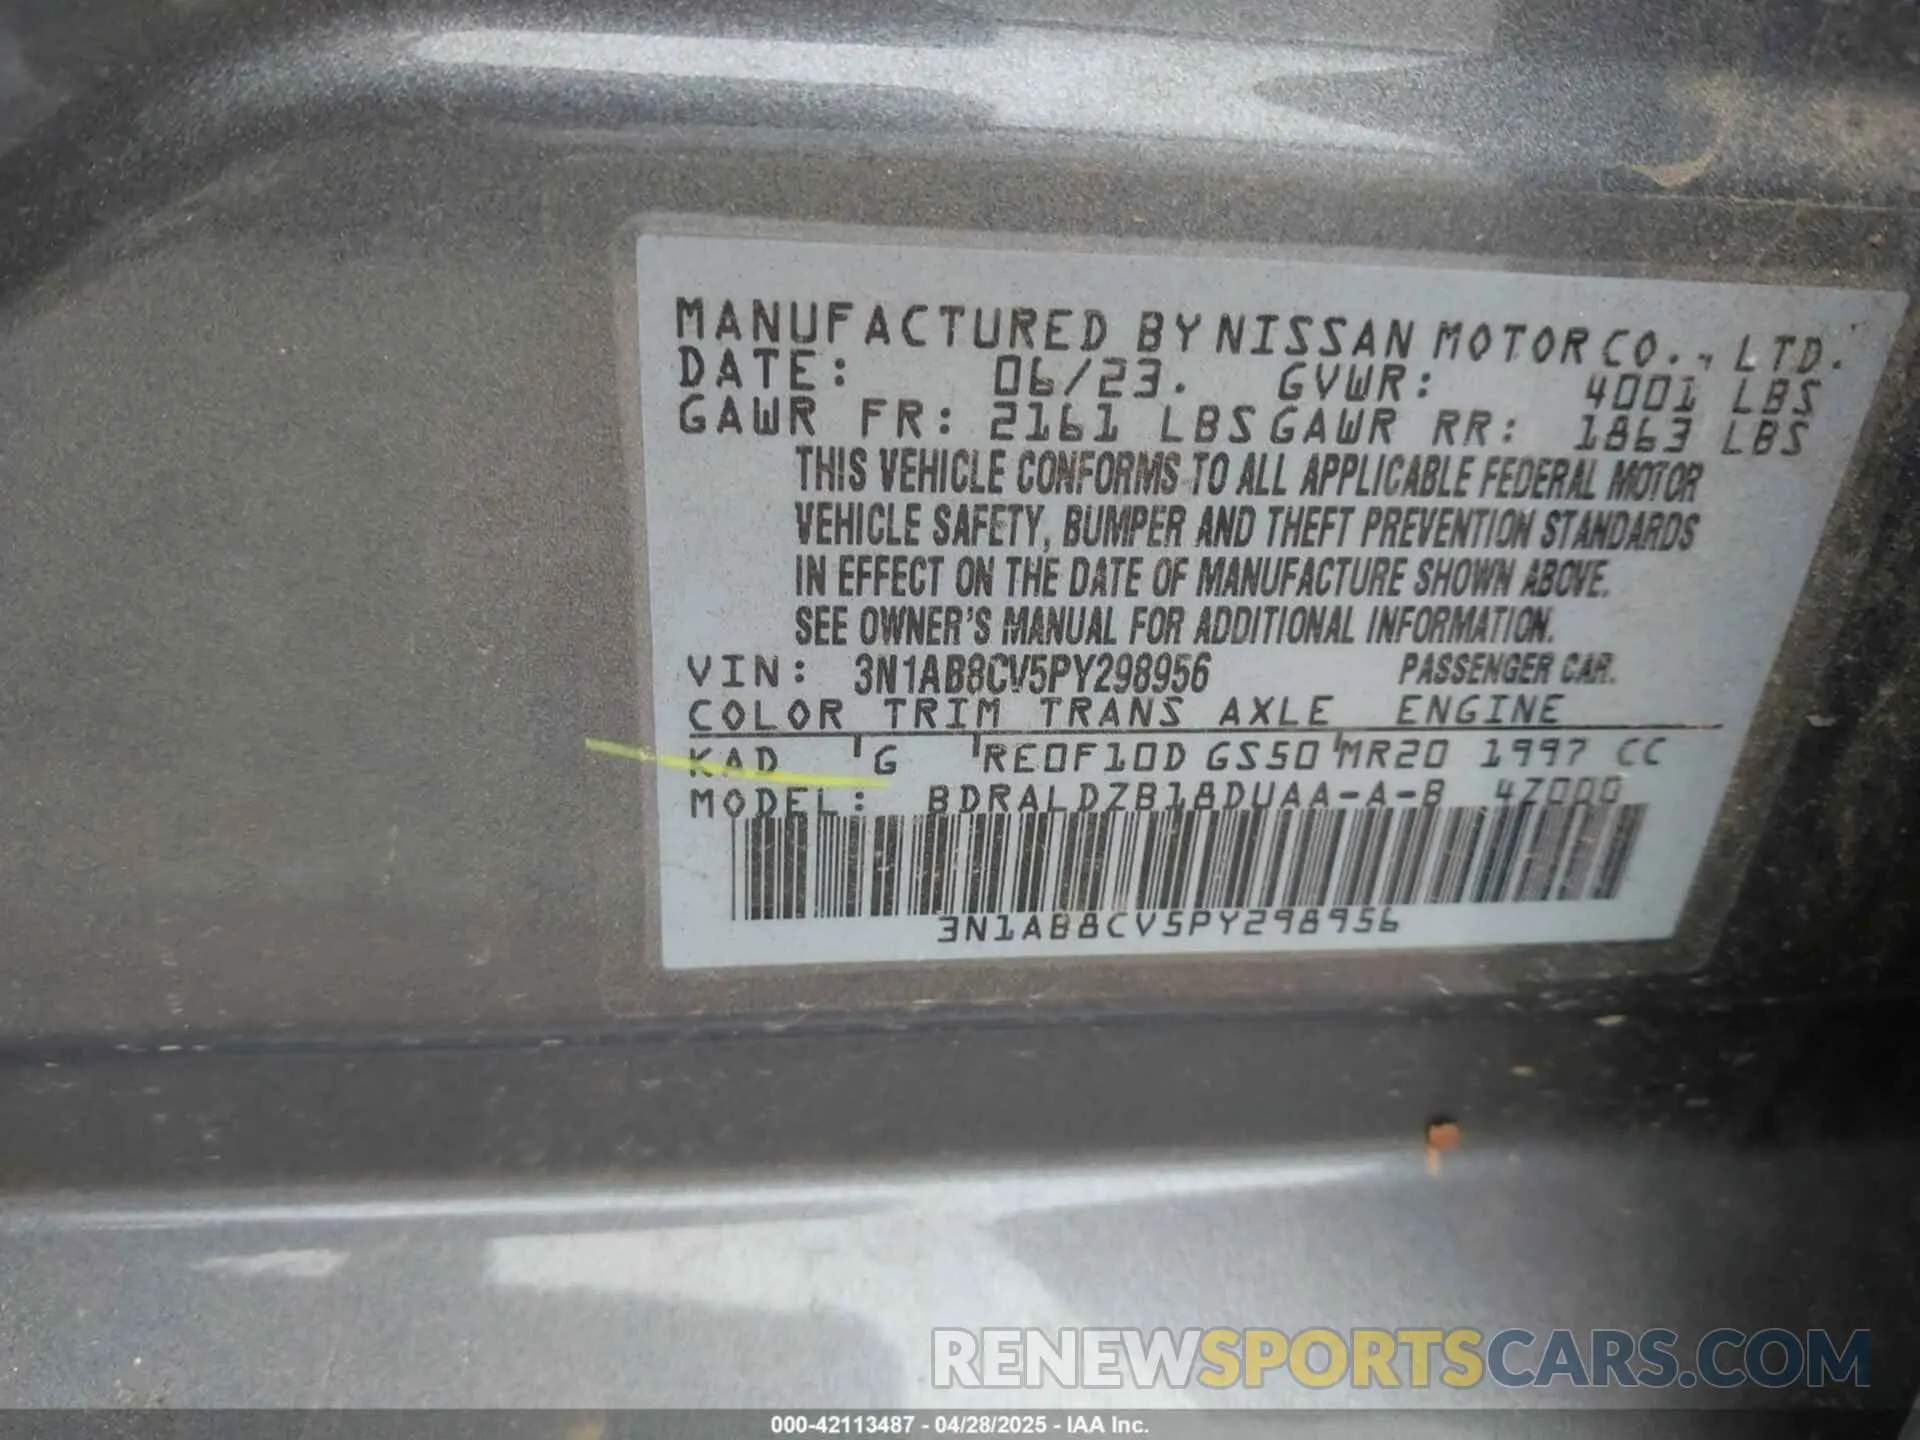 MANUFACTURED BY NISSAN MOTOR CO., LTD.
DATE: 06/23. GVWR: 4001 LBS
GAWR FR: 2161 LBS GAWR RR: 1863 LBS
THIS VEHICLE CONFORMS TO ALL APPLICABLE FEDERAL MOTOR
VEHICLE SAFETY, BUMPER AND THEFT PREVENTION STANDARDS
IN EFFECT ON THE DATE OF MANUFACTURE SHOWN ABOVE.
SEE OWNER'S MANUAL FOR ADDITIONAL INFORMATION.
VIN: 3N1AB8CV5PY298956 PASSENGER CAR.
COLOR TRIM TRANS AXLE ENGINE
KAD G RE0F10D GS50 MR20 1997 CC
MODEL: BDRALDZB18DUAA-A-B 4Z000
3N1AB8CV5PY298956
RENEWSPORTSCARS.COM
000-42113487 - 04/28/2025 - IAA Inc.